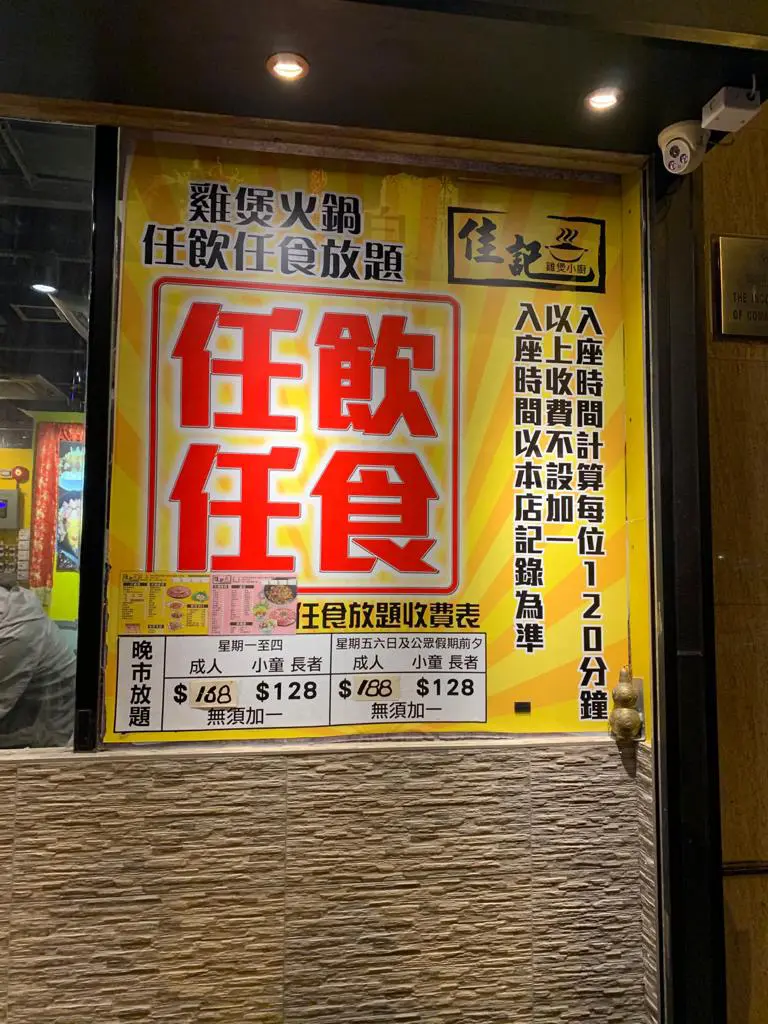 雞煲火鍋
任飲任食放題
佳記
雞煲小廚
任飲
任食
入座時間計算每位120分鐘
以上收費不設加一
入座時間以本店記錄為準
任食放題收費表
晚市放題
星期一至四
成人 小童 長者
$168 $128
無須加一
星期五六日及公眾假期前夕
成人 小童 長者
$188 $128
無須加一